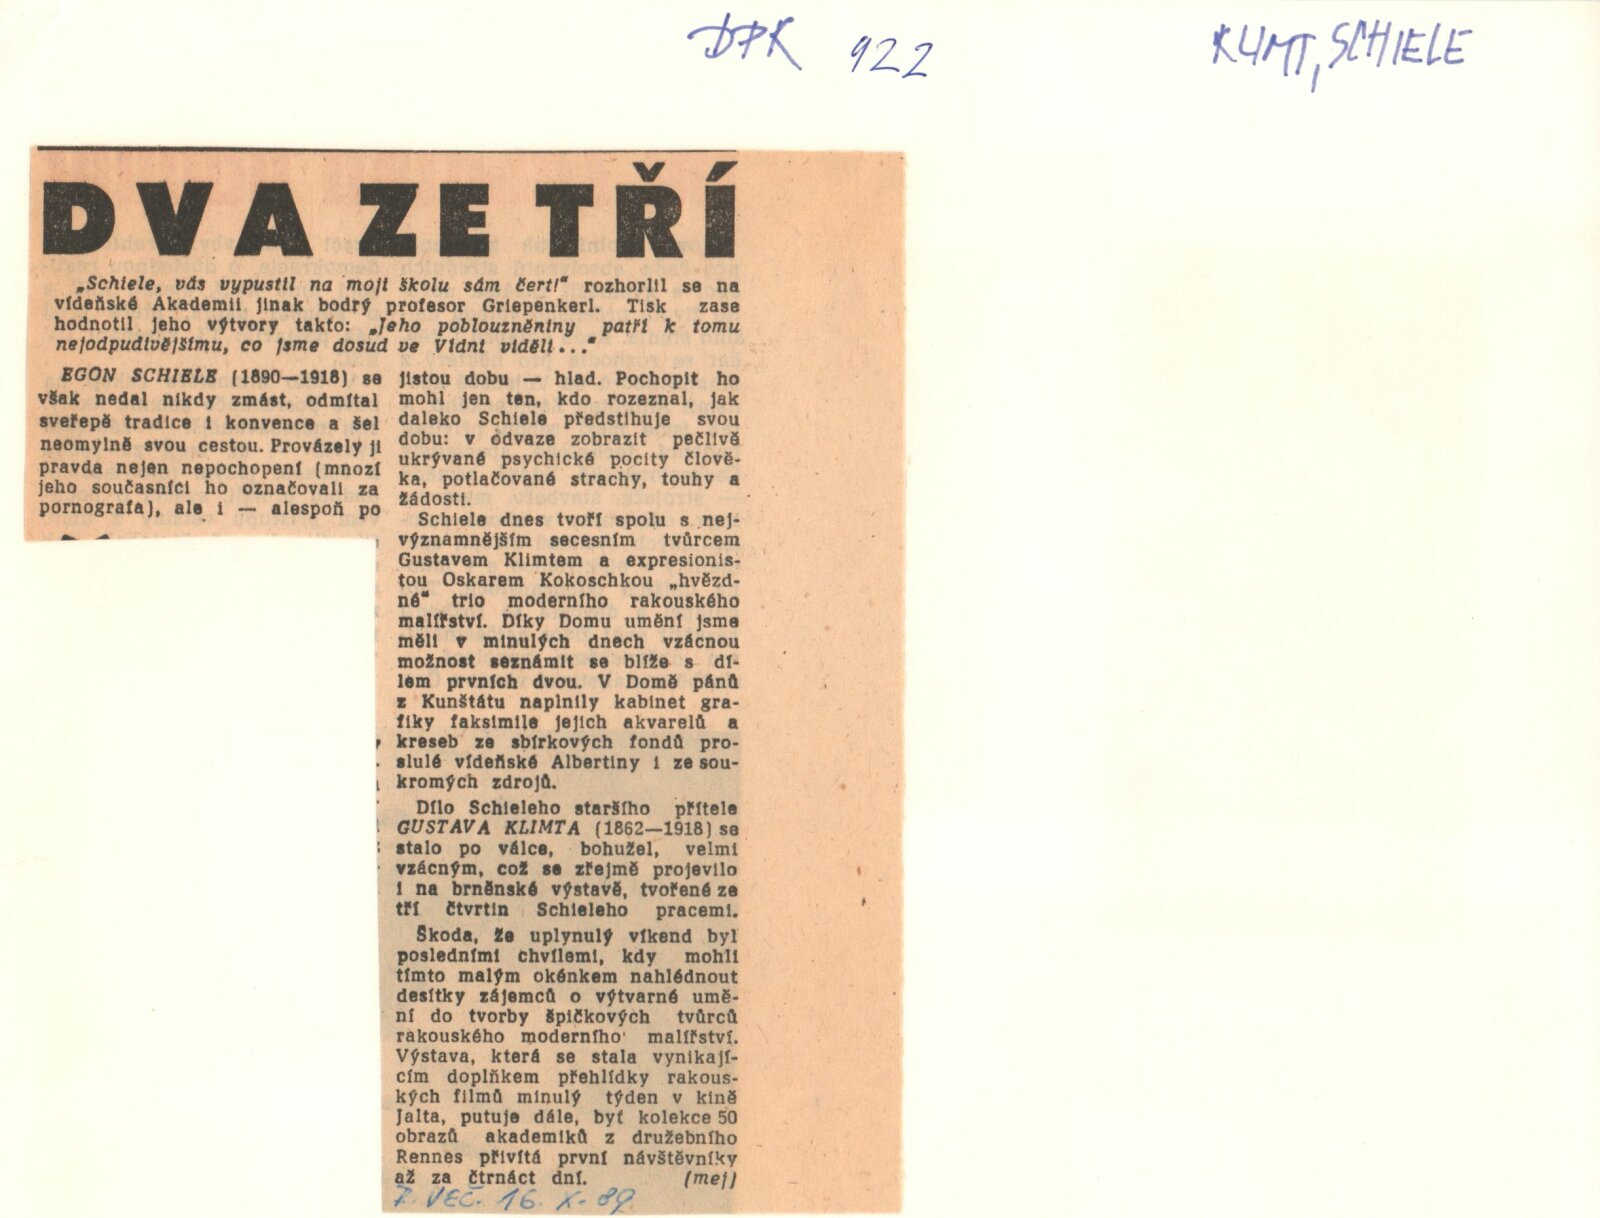 DPK 922
KLIMT, SCHIELE
DVA ZE TŘÍ
„Schiele, vás vypustil na moji školu sám čert!“ rozhorlil se na
vídeňské Akademii jinak bodrý profesor Griepenkerl. Tisk zase
hodnotil jeho výtvory takto: „Jeho poblouzněniny patří k tomu
nejodpudivějšímu, co jsme dosud ve Vídni viděli...“
EGON SCHIELE (1890—1918) se
však nedal nikdy zmást, odmítal
sveřepě tradice i konvence a šel
neomylně svou cestou. Provázely ji
pravda nejen nepochopení (mnozí
jeho současníci ho označovali za
pornografa), ale i — alespoň po
jistou dobu — hlad. Pochopit ho
mohl jen ten, kdo rozeznal, jak
daleko Schiele předstihuje svou
dobu: v odvaze zobrazit pečlivě
ukrývané psychické pocity člově-
ka, potlačované strachy, touhy a
žádosti.
Schiele dnes tvoří spolu s nej-
významnějším secesním tvůrcem
Gustavem Klimtem a expresionis-
tou Oskarem Kokoschkou „hvězd-
né“ trio moderního rakouského
malířství. Díky Domu umění jsme
měli v minulých dnech vzácnou
možnost seznámit se blíže s dí-
lem prvních dvou. V Domě pánů
z Kunštátu naplnily kabinet gra-
fiky faksimile jejich akvarelů a
kreseb ze sbírkových fondů pro-
slulé vídeňské Albertiny i ze sou-
kromých zdrojů.
Dílo Schieleho staršího přítele
GUSTAVA KLIMTA (1862—1918) se
stalo po válce, bohužel, velmi
vzácným, což se zřejmě projevilo
i na brněnské výstavě, tvořené ze
tří čtvrtin Schieleho pracemi.
Škoda, že uplynulý víkend byl
posledními chvílemi, kdy mohli
tímto malým okénkem nahlédnout
desítky zájemců o výtvarné umě-
ní do tvorby špičkových tvůrců
rakouského moderního malířství.
Výstava, která se stala vynikají-
cím doplňkem přehlídky rakous-
kých filmů minulý týden v kině
Jalta, putuje dále, byť kolekce 50
obrazů akademiků z družebního
Rennes přivítá první návštěvníky
až za čtrnáct dní. (mej)
VEČ. 16. X. 89